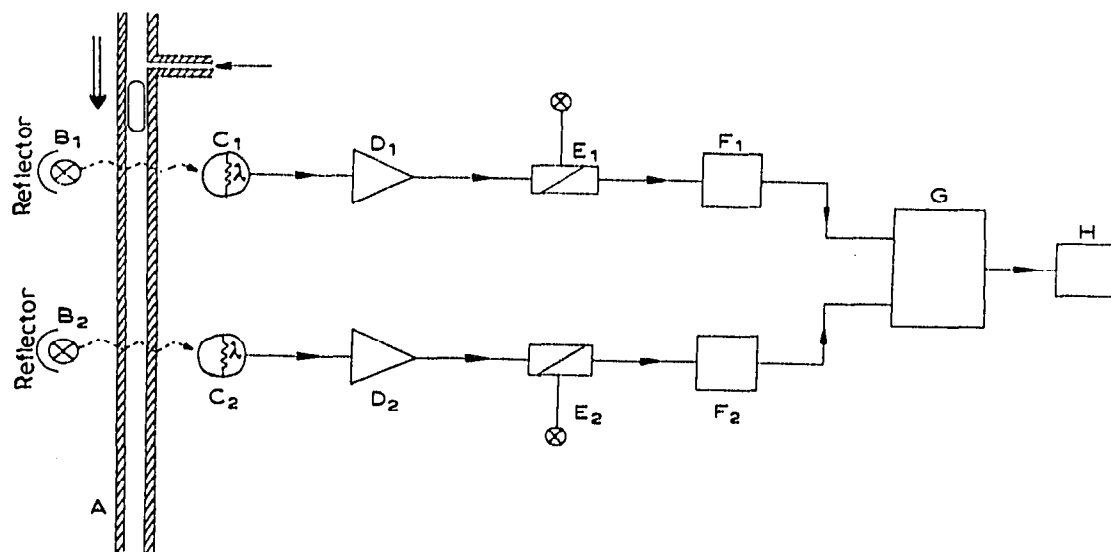 Reflector
B1
C1
λ
D1
E1
F1
G
H
Reflector
B2
C2
λ
D2
E2
F2
A